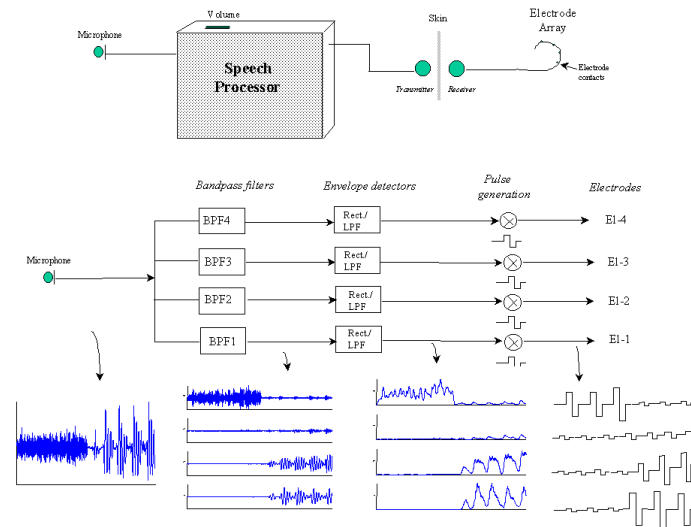 Volume
Microphone
Speech
Processor
Skin
Transmitter
Receiver
Electrode
Array
Electrode
contacts
Bandpass filters
Envelope detectors
Pulse
generation
Electrodes
Microphone
BPF4
Rect./
LPF
El-4
BPF3
Rect./
LPF
El-3
BPF2
Rect./
LPF
El-2
BPF1
Rect./
LPF
El-1